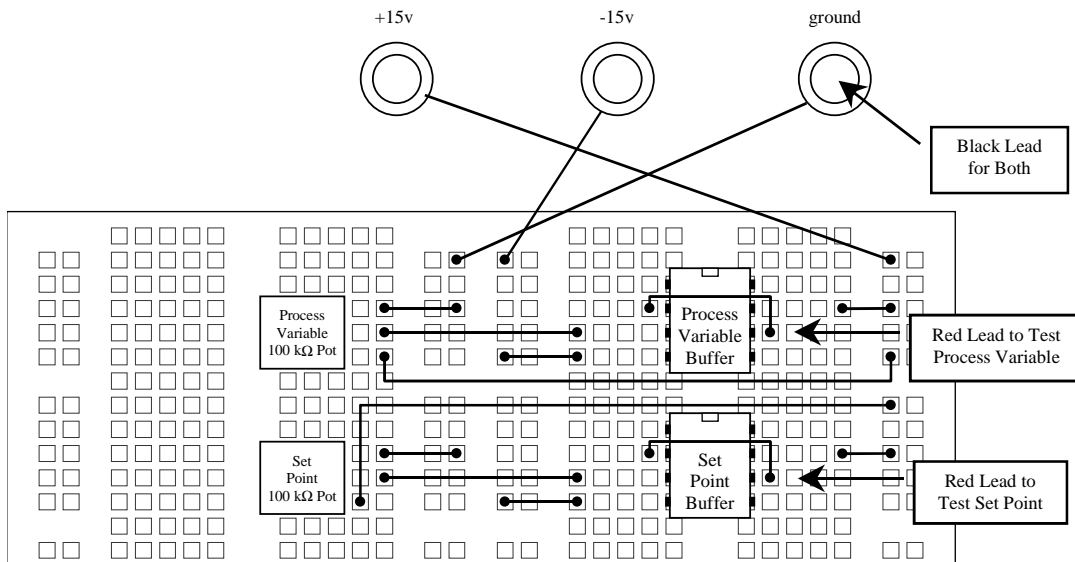 +15v
-15v
ground
Black Lead
for Both
Process
Variable
100 kΩ Pot
Process
Variable
Buffer
Red Lead to Test
Process Variable
Set
Point
100 kΩ Pot
Set
Point
Buffer
Red Lead to
Test Set Point